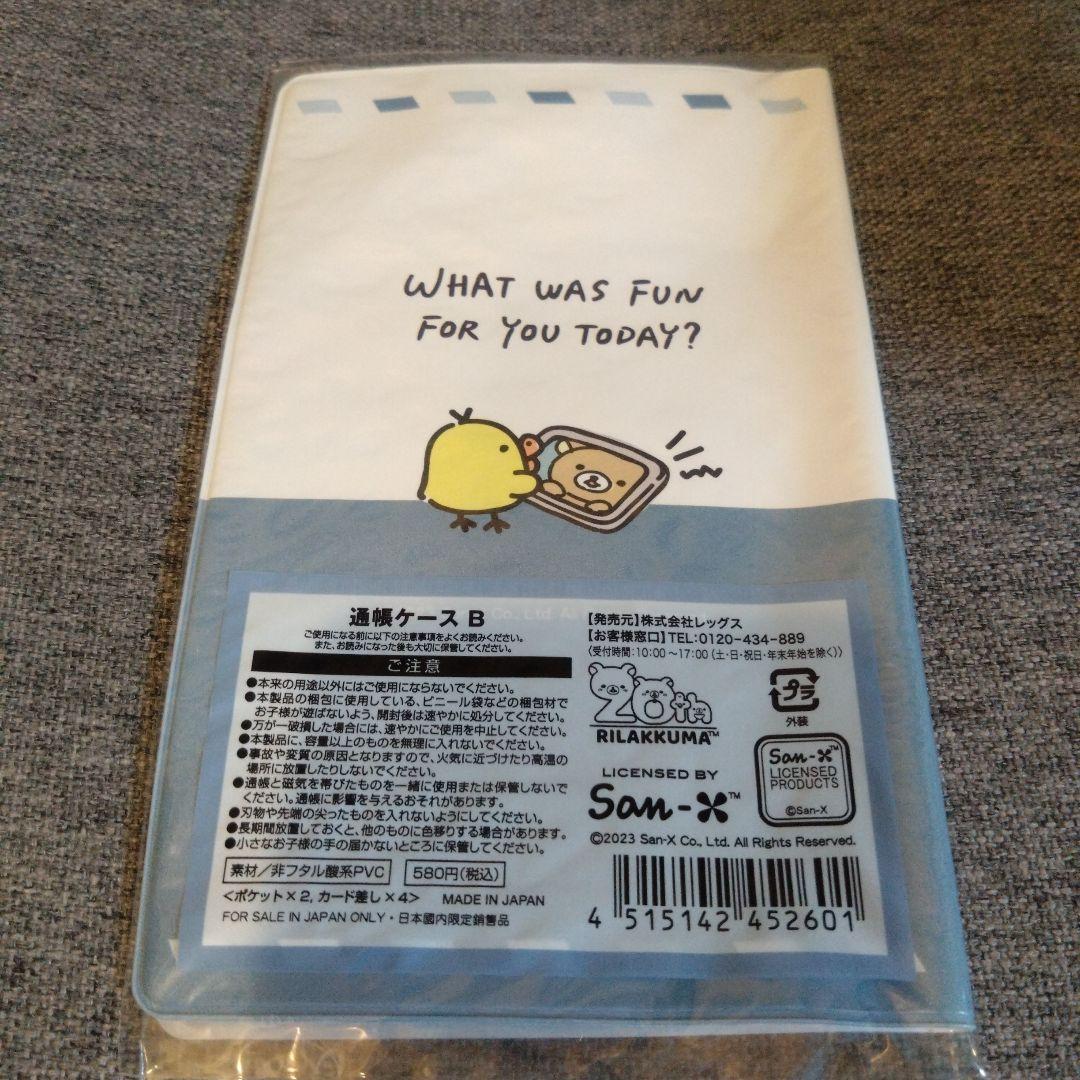 WHAT WAS FUN
FOR YOU TODAY?
通帳ケース B
ご使用になる前に以下の注意事項をよくお読みください。
また、お読みになった後も大切に保管してください。
ご注意
●本来の用途以外にはご使用にならないでください。
●本製品の梱包に使用している、ビニール袋などの梱包材で
お子様が遊ばないよう、開封後は速やかに処分してください。
●万が一破損した場合には、速やかにご使用を中止してください。
●本製品に、容量以上のものを無理に入れないでください。
●事故や変質の原因となりますので、火気に近づけたり高温の
場所に放置したりしないでください。
●通帳と磁気を帯びたものを一緒に使用または保管しないで
ください。通帳に影響を与えるおそれがあります。
●刃物や先端の尖ったものを入れないようにしてください。
●長期間放置しておくと、他のものに色移りする場合があります。
●小さなお子様の手の届かないところに保管してください。
素材/非フタル酸系PVC
580円(税込)
<ポケット×2, カード差し×4>
MADE IN JAPAN
FOR SALE IN JAPAN ONLY・日本國内限定銷售品
【発売元】株式会社レッグス
【お客様窓口】TEL:0120-434-889
〈受付時間:10:00〜17:00 (土・日・祝日・年末年始を除く)〉
20th
RILAKKUMA™
プラ
外装
LICENSED BY
San-X™
San-X™
LICENSED
PRODUCTS
©San-X
©2023 San-X Co., Ltd. All Rights Reserved.
4 515142 452601